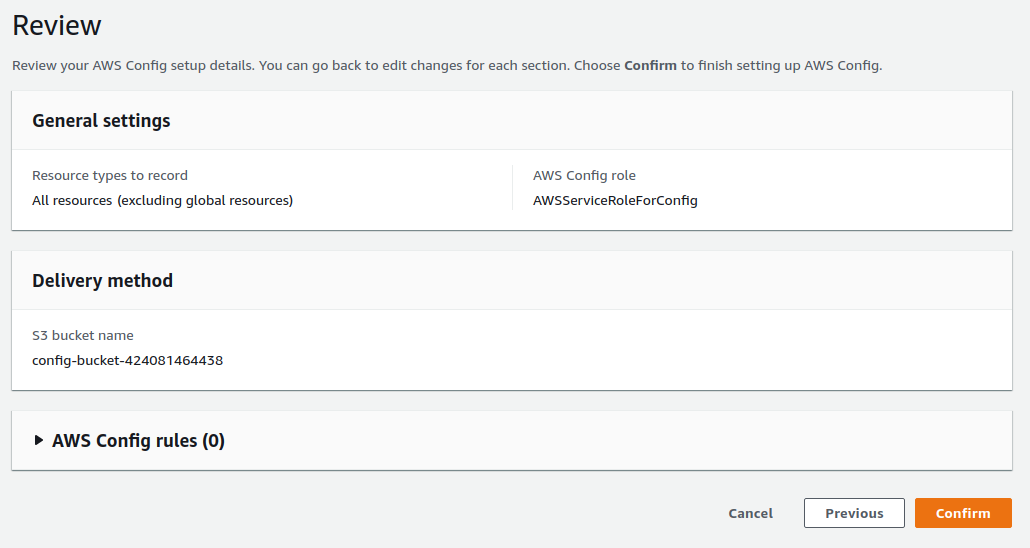 Review
Review your AWS Config setup details. You can go back to edit changes for each section. Choose Confirm to finish setting up AWS Config.
General settings
Resource types to record
All resources (excluding global resources)
AWS Config role
AWSServiceRoleForConfig
Delivery method
S3 bucket name
config-bucket-424081464438
AWS Config rules (0)
Cancel
Previous
Confirm